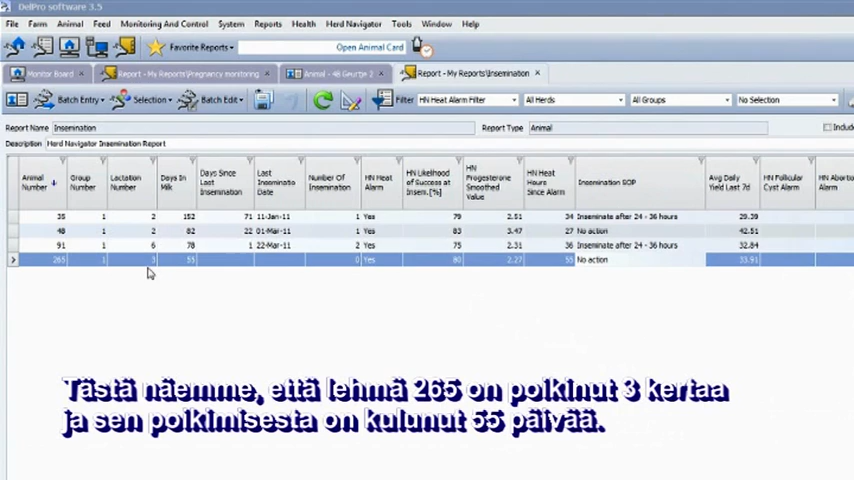 DelPro software 3.5
File Farm Animal Feed Monitoring And Control System Reports Health Herd Navigator Tools Window Help
Favorite Reports Open Animal Card
Monitor Board Report - My Reports\Pregnancy monitoring Animal - 48 Geurtje 2 Report - My Reports\Insemination
Batch Entry Selection Batch Edit Filter HN Heat Alarm Filter All Herds All Groups No Selection Include
Report Name Insemination Report Type Animal
Description Herd Navigator Insemination Report
Animal Number Group Number Lactation Number Days In Milk Days Since Last Insemination Last Inseminatio Date Number Of Insemination HN Heat Alarm HN Likelihood of Success at Insem.[%] HN Progesterone Smoothed Value HN Heat Hours Since Alarm Insemination SOP Avg Daily Yield Last 7d HN Follicular Cyst Alarm HN Abortion Alarm
35 1 2 152 71 11-Jan-11 1 Yes 79 2.51 34 Inseminate after 24 - 36 hours 29.39
48 1 2 82 22 01-Mar-11 1 Yes 83 3.47 27 No action 42.51
91 1 6 78 1 22-Mar-11 2 Yes 75 2.31 36 Inseminate after 24 - 36 hours 32.84
265 1 3 55 0 Yes 80 2.27 55 No action 33.91
Tästä näemme, että lehmä 265 on poikinut 3 kertaa
ja sen poikimisesta on kulunut 55 päivää.